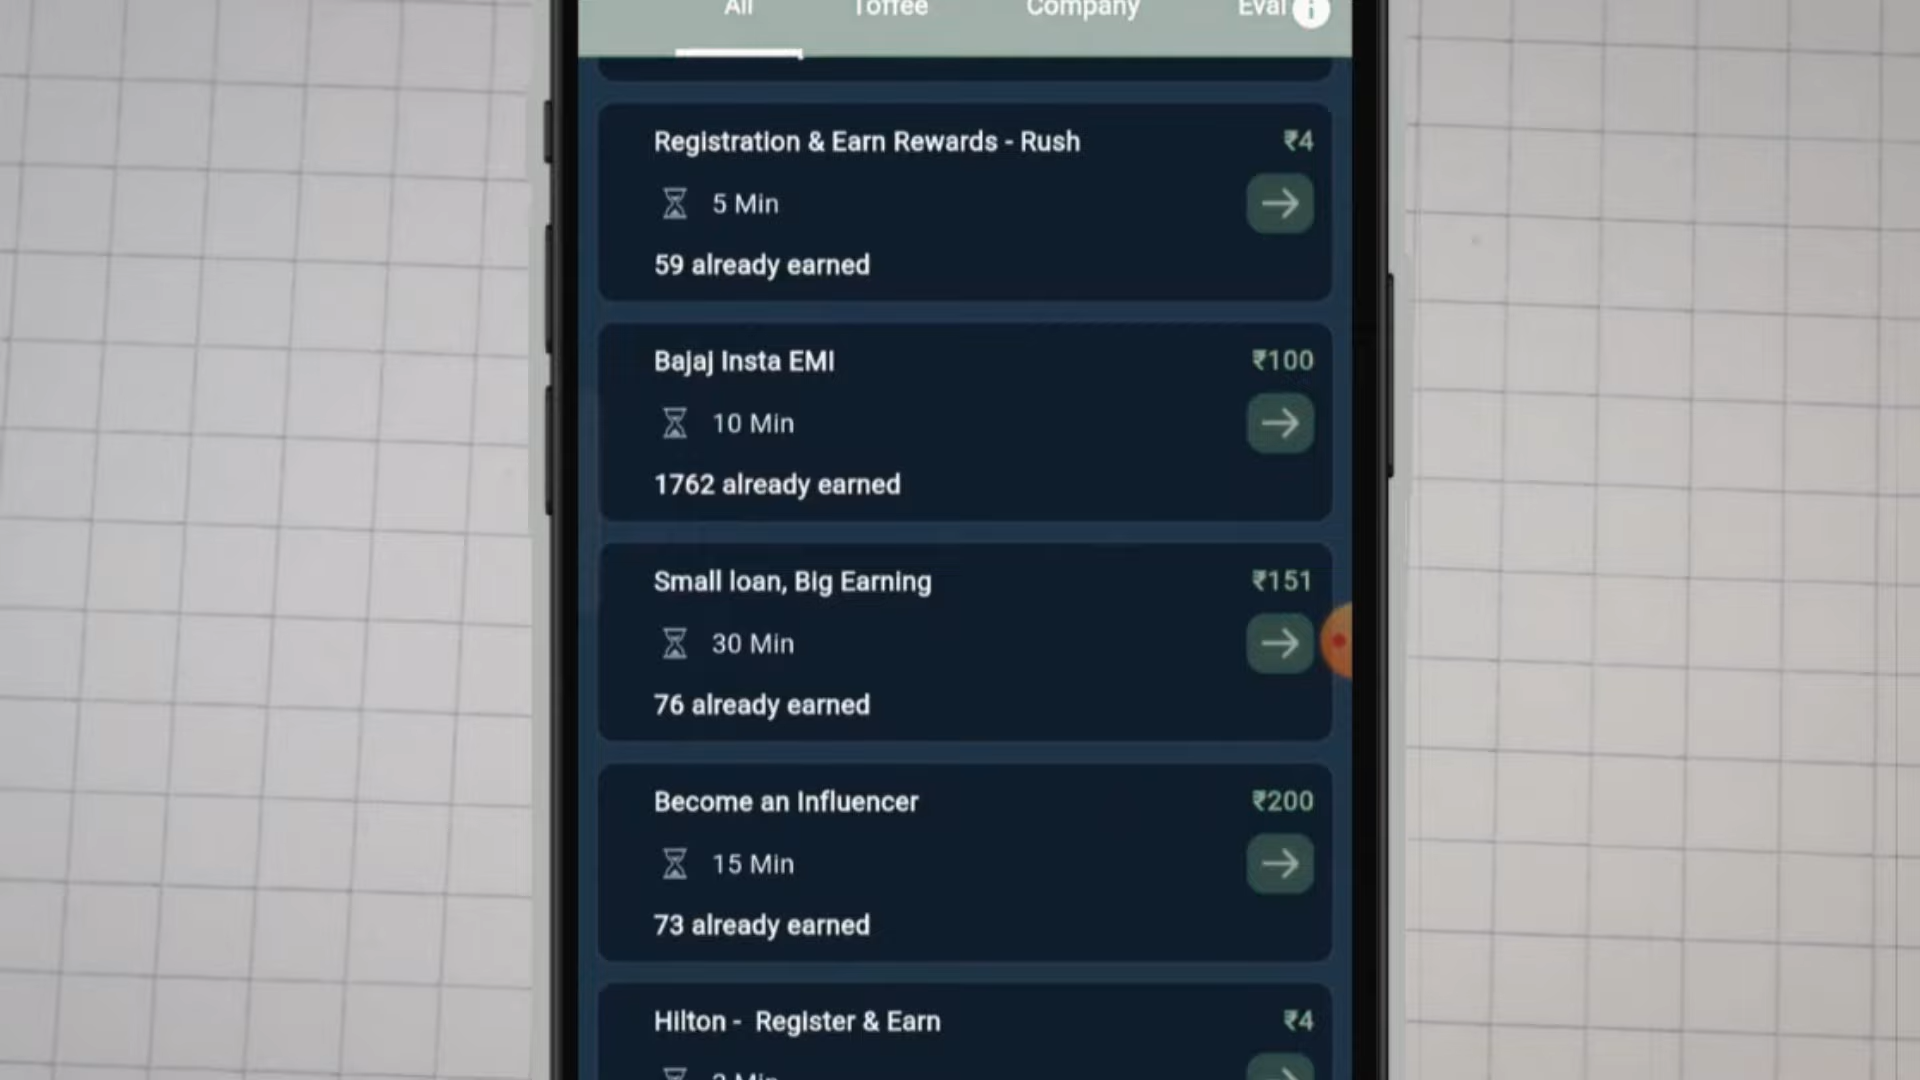 All Toffee Company Eval
Registration & Earn Rewards - Rush ₹4
5 Min
59 already earned
Bajaj Insta EMI ₹100
10 Min
1762 already earned
Small loan, Big Earning ₹151
30 Min
76 already earned
Become an Influencer ₹200
15 Min
73 already earned
Hilton - Register & Earn ₹4
Min